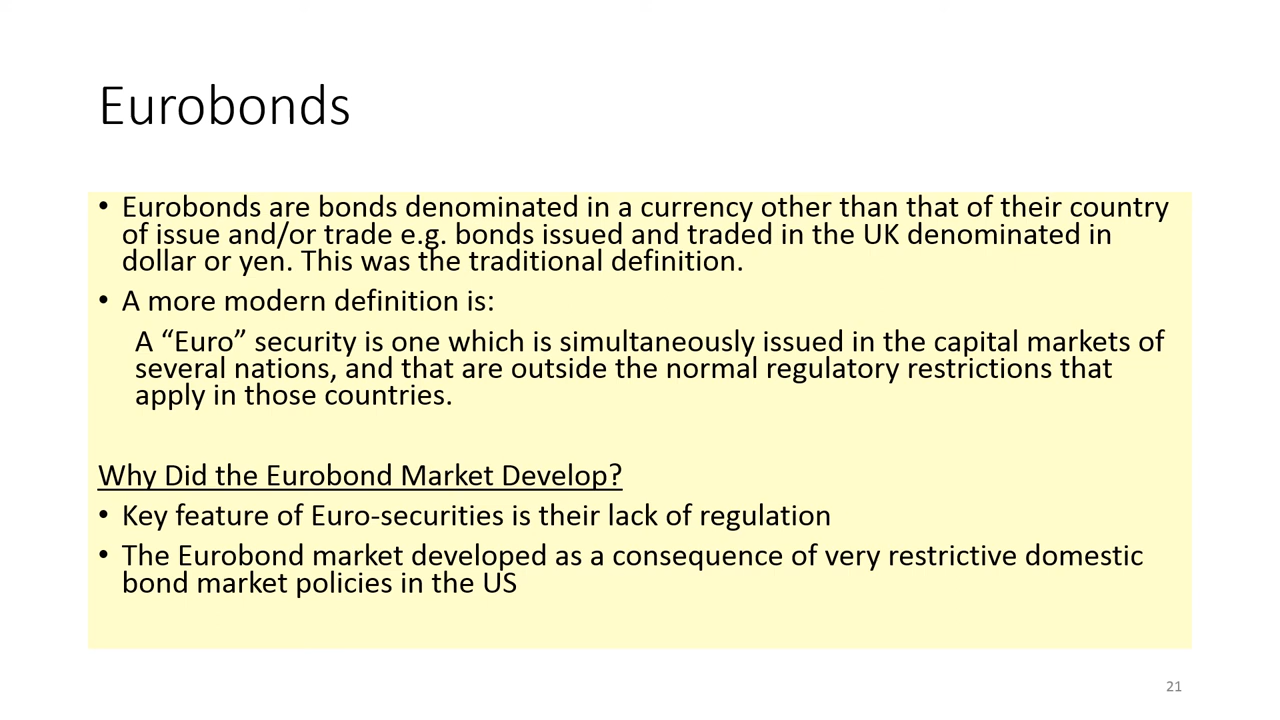 Eurobonds
• Eurobonds are bonds denominated in a currency other than that of their country
of issue and/or trade e.g. bonds issued and traded in the UK denominated in
dollar or yen. This was the traditional definition.
• A more modern definition is:
A “Euro” security is one which is simultaneously issued in the capital markets of
several nations, and that are outside the normal regulatory restrictions that
apply in those countries.
Why Did the Eurobond Market Develop?
• Key feature of Euro-securities is their lack of regulation
• The Eurobond market developed as a consequence of very restrictive domestic
bond market policies in the US
21